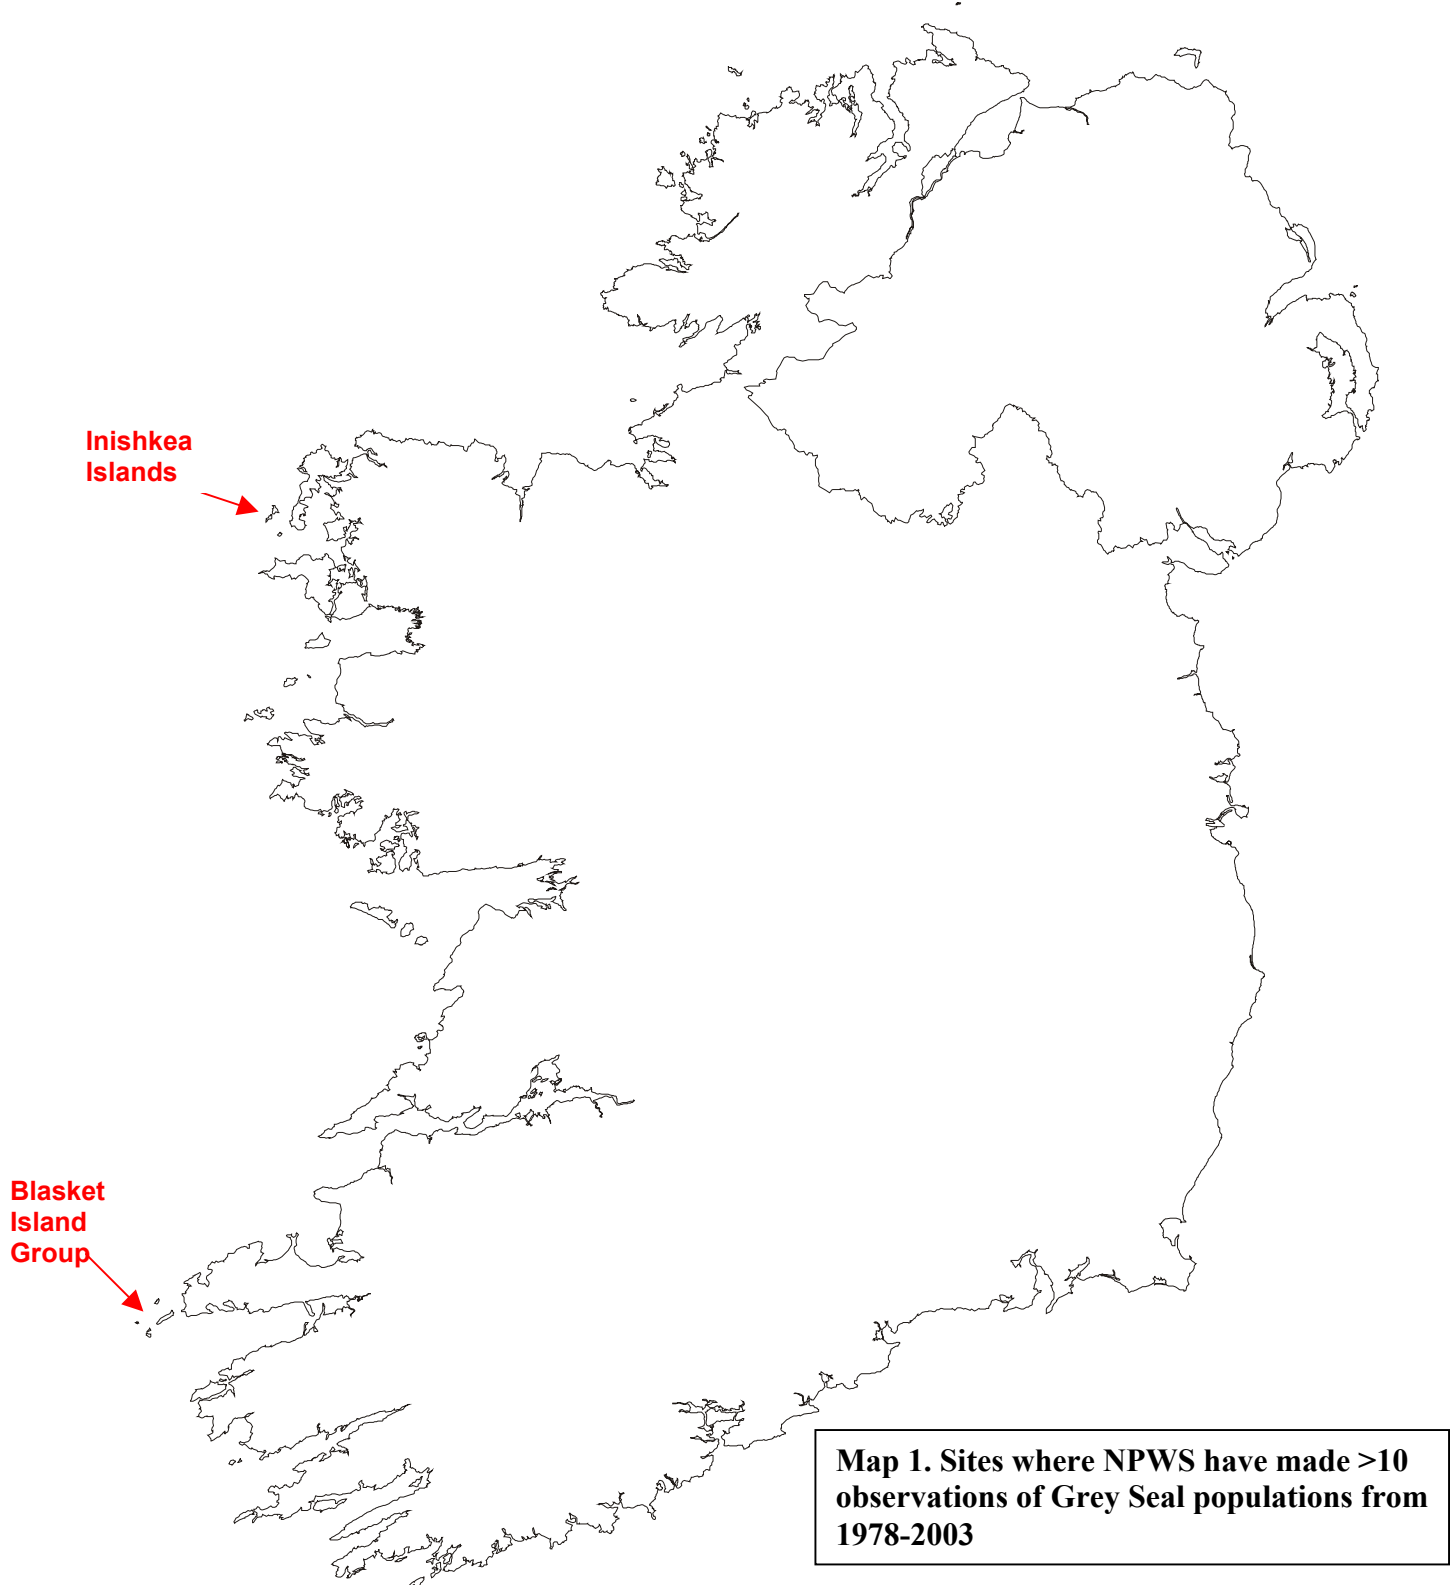 Inishkea
Islands
Blasket
Island
Group
Map 1. Sites where NPWS have made >10
observations of Grey Seal populations from
1978-2003